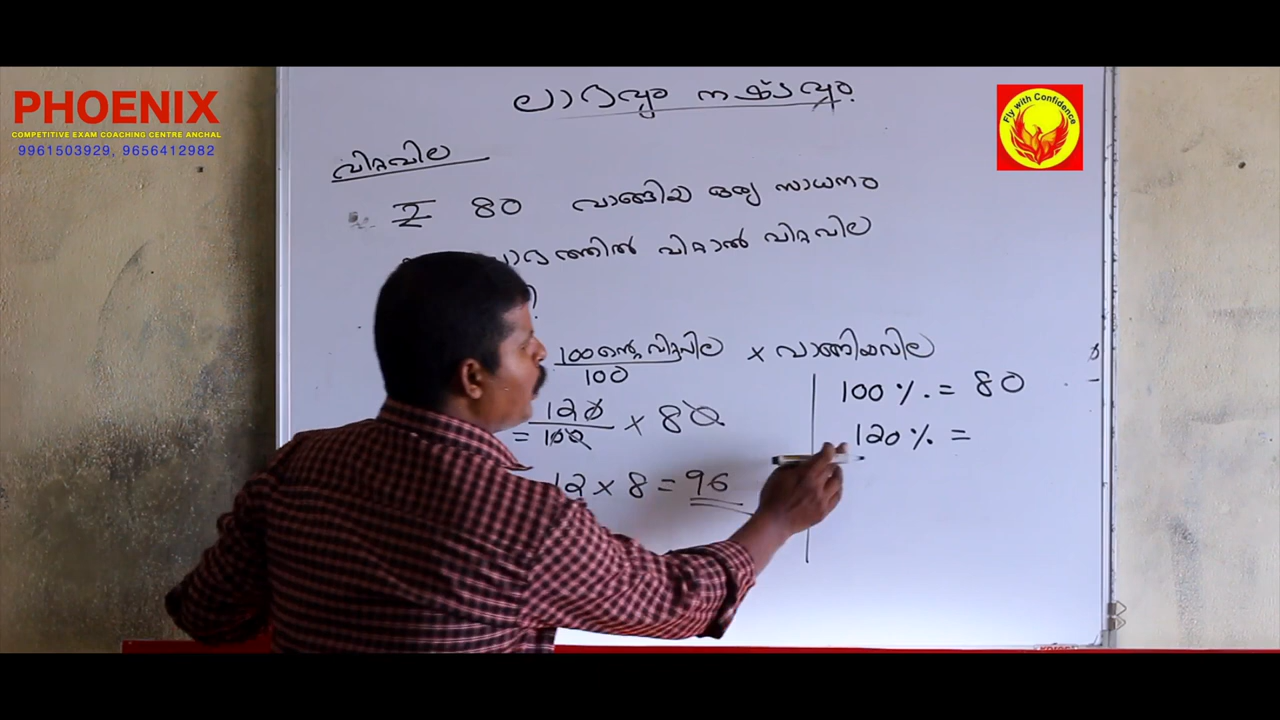 PHOENIX
COMPETITIVE EXAM COACHING CENTRE ANCHAL
9961503929, 9656412982
Fly with Confidence
ലാഭവും നഷ്ടവും
വിറ്റവില
₹ 80 വാങ്ങിയ ഒരു സാധനം
ലാഭത്തിൽ വിറ്റാൽ വിറ്റവില
100ന്റെ വിറ്റവില / 100 × വാങ്ങിയവില
= 120 / 100 × 80
12 × 8 = 96
100 % = 80
120 % =